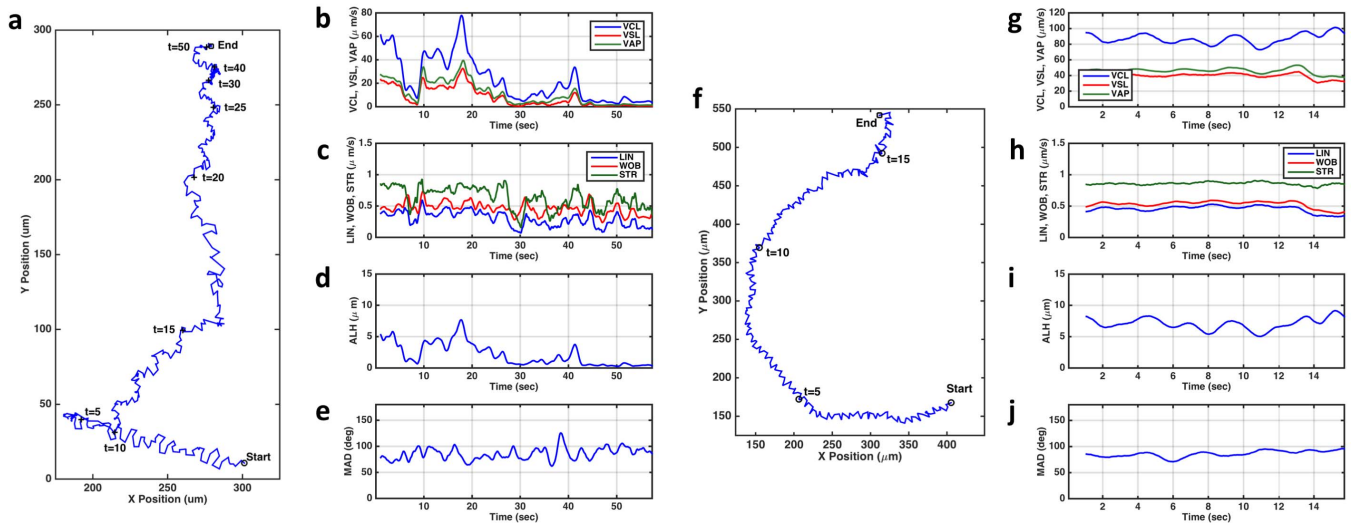 a
300
250
200
150
100
50
0
Y Position (um)
200
250
300
X Position (um)
t=50
End
t=40
t=30
t=25
t=20
t=15
t=5
t=10
Start
b
VCL, VSL, VAP (μ m/s)
80
60
40
20
0
VCL
VSL
VAP
10
20
30
40
50
Time (sec)
c
LIN, WOB, STR (μ m/s)
1.5
1
0.5
0
LIN
WOB
STR
10
20
30
40
50
Time (sec)
d
ALH (μ m)
15
10
5
0
10
20
30
40
50
Time (sec)
e
MAD (deg)
150
100
50
0
10
20
30
40
50
Time (sec)
f
550
500
450
400
350
300
250
200
150
Y Position (μm)
150
200
250
300
350
400
450
X Position (μm)
End
t=15
t=10
t=5
Start
g
VCL, VSL, VAP (μm/s)
120
100
80
60
40
20
0
VCL
VSL
VAP
2
4
6
8
10
12
14
Time (sec)
h
LIN, WOB, STR (μm/s)
1.5
1
0.5
0
LIN
WOB
STR
2
4
6
8
10
12
14
Time (sec)
i
ALH (μm)
15
10
5
0
2
4
6
8
10
12
14
Time (sec)
j
MAD (deg)
150
100
50
0
2
4
6
8
10
12
14
Time (sec)